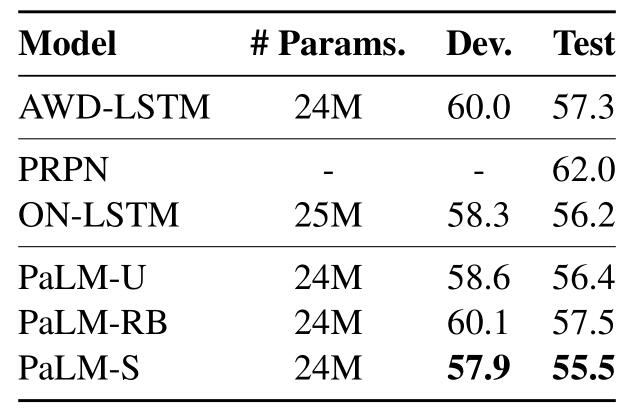 Model # Params. Dev. Test
AWD-LSTM 24M 60.0 57.3
PRPN - - 62.0
ON-LSTM 25M 58.3 56.2
PaLM-U 24M 58.6 56.4
PaLM-RB 24M 60.1 57.5
PaLM-S 24M 57.9 55.5